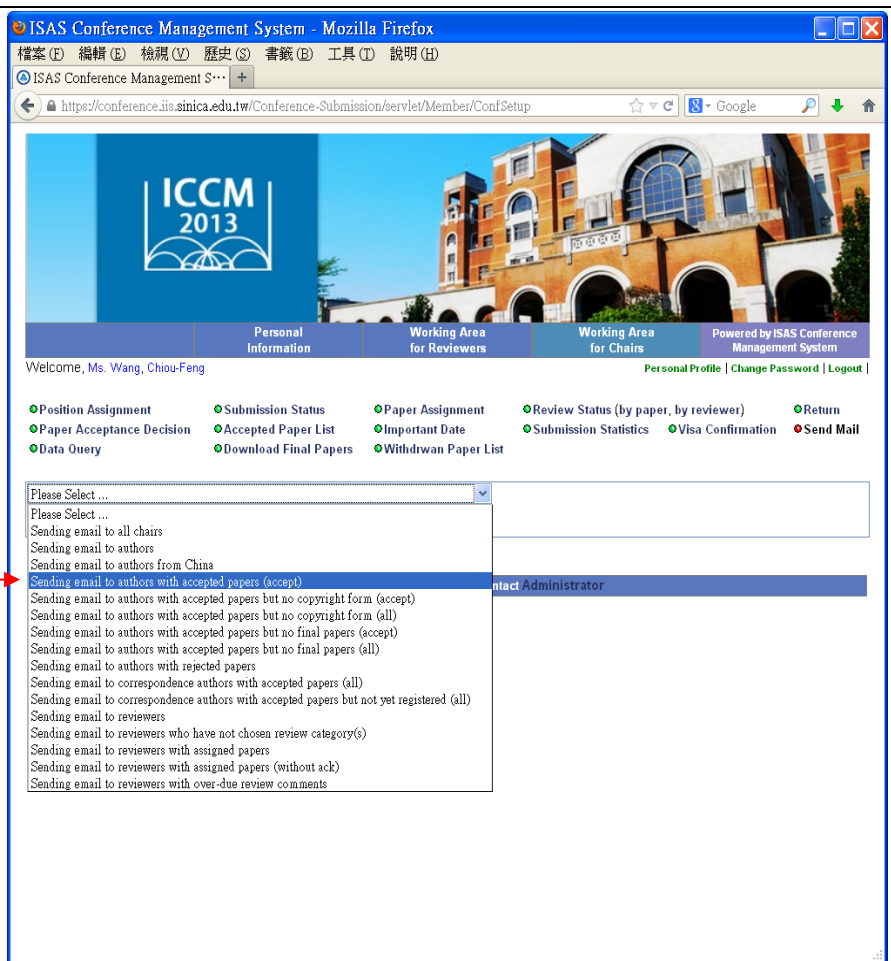 ISAS Conference Management System - Mozilla Firefox
檔案(F) 編輯(E) 檢視(V) 歷史(S) 書籤(B) 工具(T) 說明(H)
ISAS Conference Management S… +
https://conference.iis.sinica.edu.tw/Conference-Submission/servlet/Member/ConfSetup Google
ICCM
2013
Personal Information Working Area for Reviewers Working Area for Chairs Powered by ISAS Conference Management System
Welcome, Ms. Wang, Chiou-Feng Personal Profile | Change Password | Logout |
Position Assignment Submission Status Paper Assignment Review Status (by paper, by reviewer) Return
Paper Acceptance Decision Accepted Paper List Important Date Submission Statistics Visa Confirmation Send Mail
Data Query Download Final Papers Withdrwan Paper List
Please Select ...
Please Select ...
Sending email to all chairs
Sending email to authors
Sending email to authors from China
Sending email to authors with accepted papers (accept)
ntact Administrator
Sending email to authors with accepted papers but no copyright form (accept)
Sending email to authors with accepted papers but no copyright form (all)
Sending email to authors with accepted papers but no final papers (accept)
Sending email to authors with accepted papers but no final papers (all)
Sending email to authors with rejected papers
Sending email to correspondence authors with accepted papers (all)
Sending email to correspondence authors with accepted papers but not yet registered (all)
Sending email to reviewers
Sending email to reviewers who have not chosen review category(s)
Sending email to reviewers with assigned papers
Sending email to reviewers with assigned papers (without ack)
Sending email to reviewers with over-due review comments